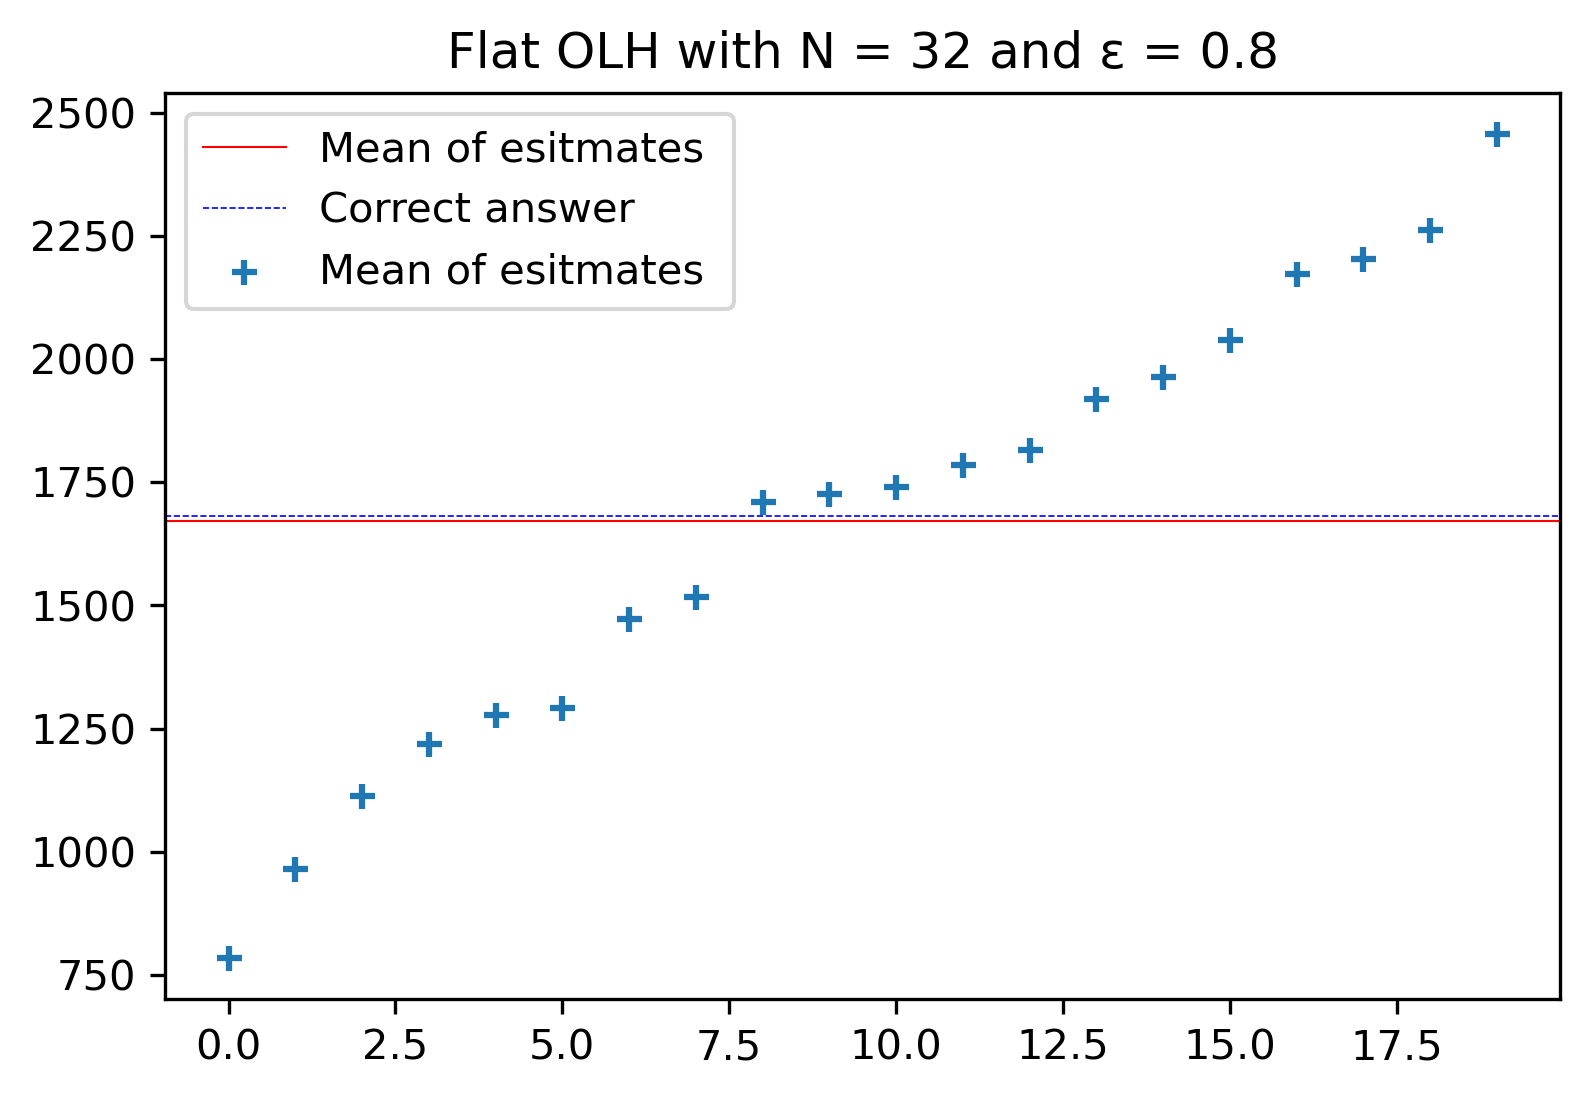 Flat OLH with N = 32 and ε = 0.8
2500
2250
2000
1750
1500
1250
1000
750
Mean of esitmates
Correct answer
Mean of esitmates
0.0 2.5 5.0 7.5 10.0 12.5 15.0 17.5